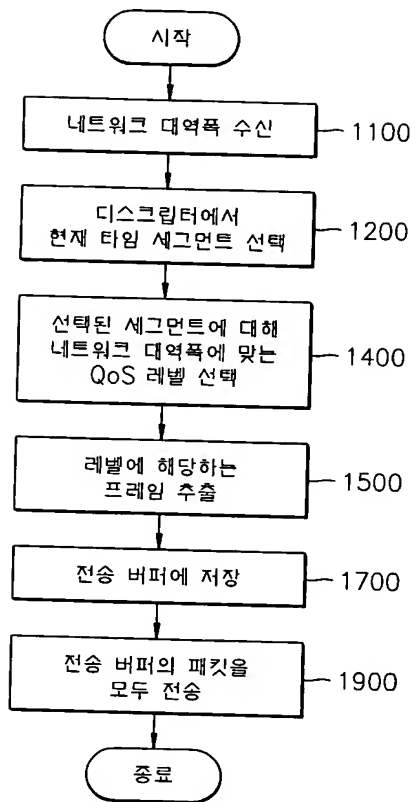 시작
네트워크 대역폭 수신
1100
디스크립터에서
현재 타임 세그먼트 선택
1200
선택된 세그먼트에 대해
네트워크 대역폭에 맞는
QoS 레벨 선택
1400
레벨에 해당하는
프레임 추출
1500
전송 버퍼에 저장
1700
전송 버퍼의 패킷을
모두 전송
1900
종료